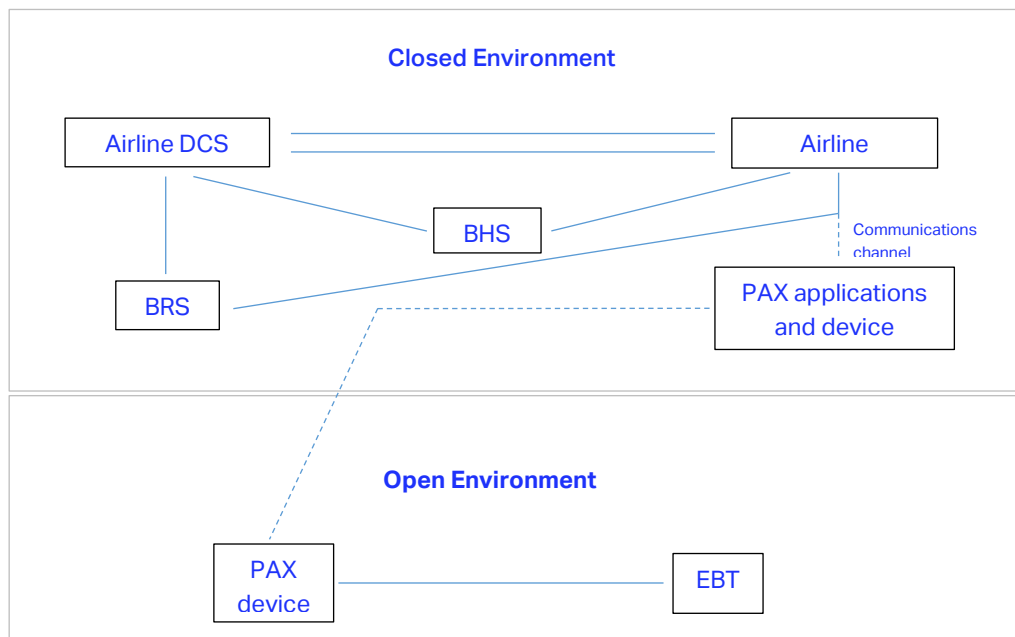 Closed Environment
Airline DCS
Airline
BHS
Communications
channel
BRS
PAX applications
and device
Open Environment
PAX
device
EBT